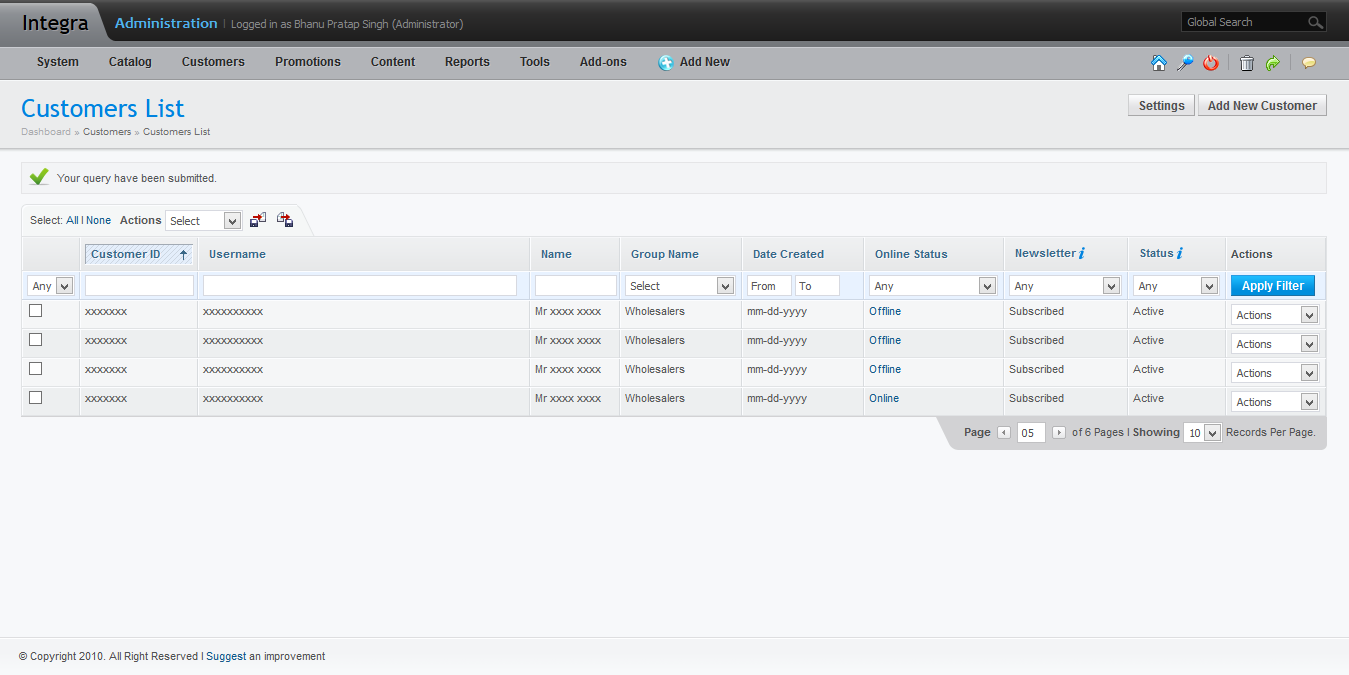 Integra Administration | Logged in as Bhanu Pratap Singh (Administrator) Global Search
System Catalog Customers Promotions Content Reports Tools Add-ons Add New
Customers List Settings Add New Customer
Dashboard » Customers » Customers List
Your query have been submitted.
Select: All | None Actions Select
Customer ID Username Name Group Name Date Created Online Status Newsletter i Status i Actions
Any Select From To Any Any Any Apply Filter
xxxxxxx xxxxxxxxxx Mr xxxx xxxx Wholesalers mm-dd-yyyy Offline Subscribed Active Actions
xxxxxxx xxxxxxxxxx Mr xxxx xxxx Wholesalers mm-dd-yyyy Offline Subscribed Active Actions
xxxxxxx xxxxxxxxxx Mr xxxx xxxx Wholesalers mm-dd-yyyy Offline Subscribed Active Actions
xxxxxxx xxxxxxxxxx Mr xxxx xxxx Wholesalers mm-dd-yyyy Online Subscribed Active Actions
Page 05 of 6 Pages | Showing 10 Records Per Page.
© Copyright 2010. All Right Reserved | Suggest an improvement